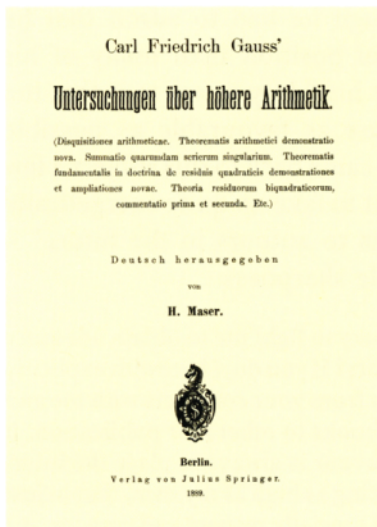 Carl Friedrich Gauss'
Untersuchungen über höhere Arithmetik.
(Disquisitiones arithmeticae. Theorematis arithmetici demonstratio
nova. Summatio quarumdam serierum singularium. Theorematis
fundamentalis in doctrina de residuis quadraticis demonstrationes
et ampliationes novae. Theoria residuorum biquadraticorum,
commentatio prima et secunda. Etc.)
Deutsch herausgegeben
von
H. Maser.
Berlin.
Verlag von Julius Springer.
1889.